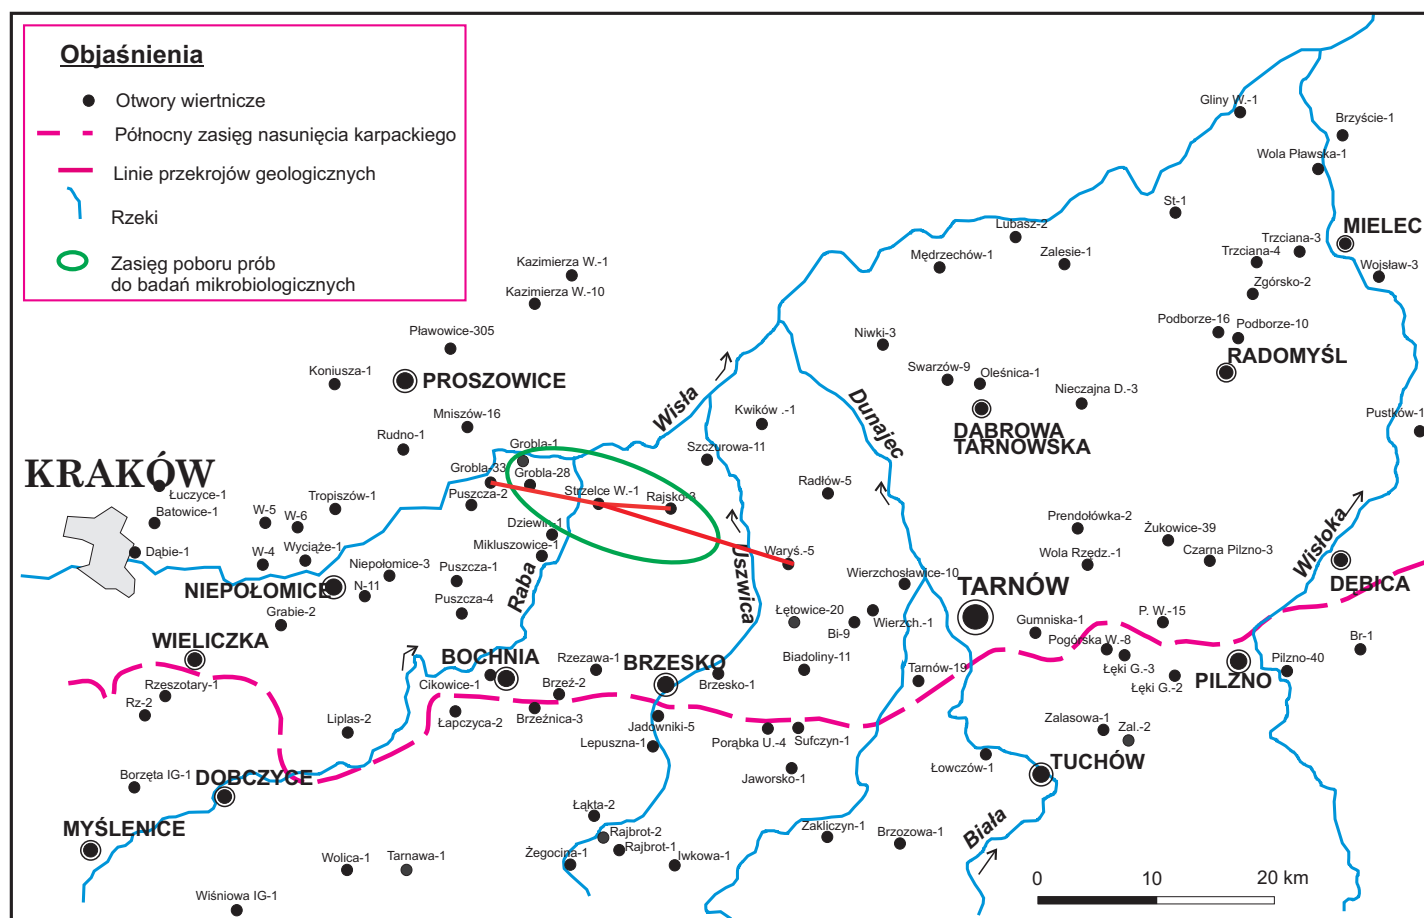 Objaśnienia
Otwory wiertnicze
Północny zasięg nasunięcia karpackiego
Linie przekrojów geologicznych
Rzeki
Zasięg poboru prób
do badań mikrobiologicznych
Gliny W.-1
Brzyście-1
Wola Pławska-1
St-1
Lubasz-2
MIELEC
Trzciana-3
Trzciana-4
Zalesie-1
Mędrzechów-1
Wojsław-3
Kazimierza W.-1
Zgórsko-2
Kazimierza W.-10
Podborze-16
Podborze-10
Pławowice-305
Niwki-3
RADOMYŚL
Koniusza-1
PROSZOWICE
Swarzów-9
Oleśnica-1
Nieczajna D.-3
Wisła
Dunajec
Kwików .-1
Mniszów-16
Pustków-1
DĄBROWA
TARNOWSKA
Rudno-1
Grobla-1
Szczurowa-11
KRAKÓW
Grobla-33
Grobla-28
Łuczyce-1
Tropiszów-1
Puszcza-2
Strzelce W.-1
Rajsko-3
Radłów-5
Batowice-1
W-5
W-6
Dziewin-1
Prendołówka-2
Żukowice-39
Wisłoka
Dąbie-1
W-4
Wyciąże-1
Mikluszowice-1
Waryś.-5
Wola Rzędz.-1
Czarna Pilzno-3
Niepołomice-3
Puszcza-1
Raba
Uszwica
Wierzchosławice-10
NIEPOŁOMICE
N-11
TARNÓW
DĘBICA
Grabie-2
Puszcza-4
Łętowice-20
Bi-9
Wierzch.-1
Gumniska-1
P. W.-15
WIELICZKA
Pogórska W.-8
Br-1
BOCHNIA
Rzezawa-1
BRZESKO
Biadoliny-11
Tarnów-19
Łęki G.-3
Łęki G.-2
PILZNO
Pilzno-40
Rzeszotary-1
Cikowice-1
Brzeź-2
Brzesko-1
Rz-2
Liplas-2
Łapczyca-2
Brzeźnica-3
Jadowniki-5
Zalasowa-1
Zal.-2
Lepuszna-1
Porąbka U.-4
Sufczyn-1
Borzęta IG-1
DOBCZYCE
Jaworsko-1
Łowczów-1
TUCHÓW
MYŚLENICE
Łąkta-2
Rajbrot-2
Zakliczyn-1
Brzozowa-1
Biała
Wolica-1
Tarnawa-1
Żegocina-1
Rajbrot-1
Iwkowa-1
Wiśniowa IG-1
0 10 20 km